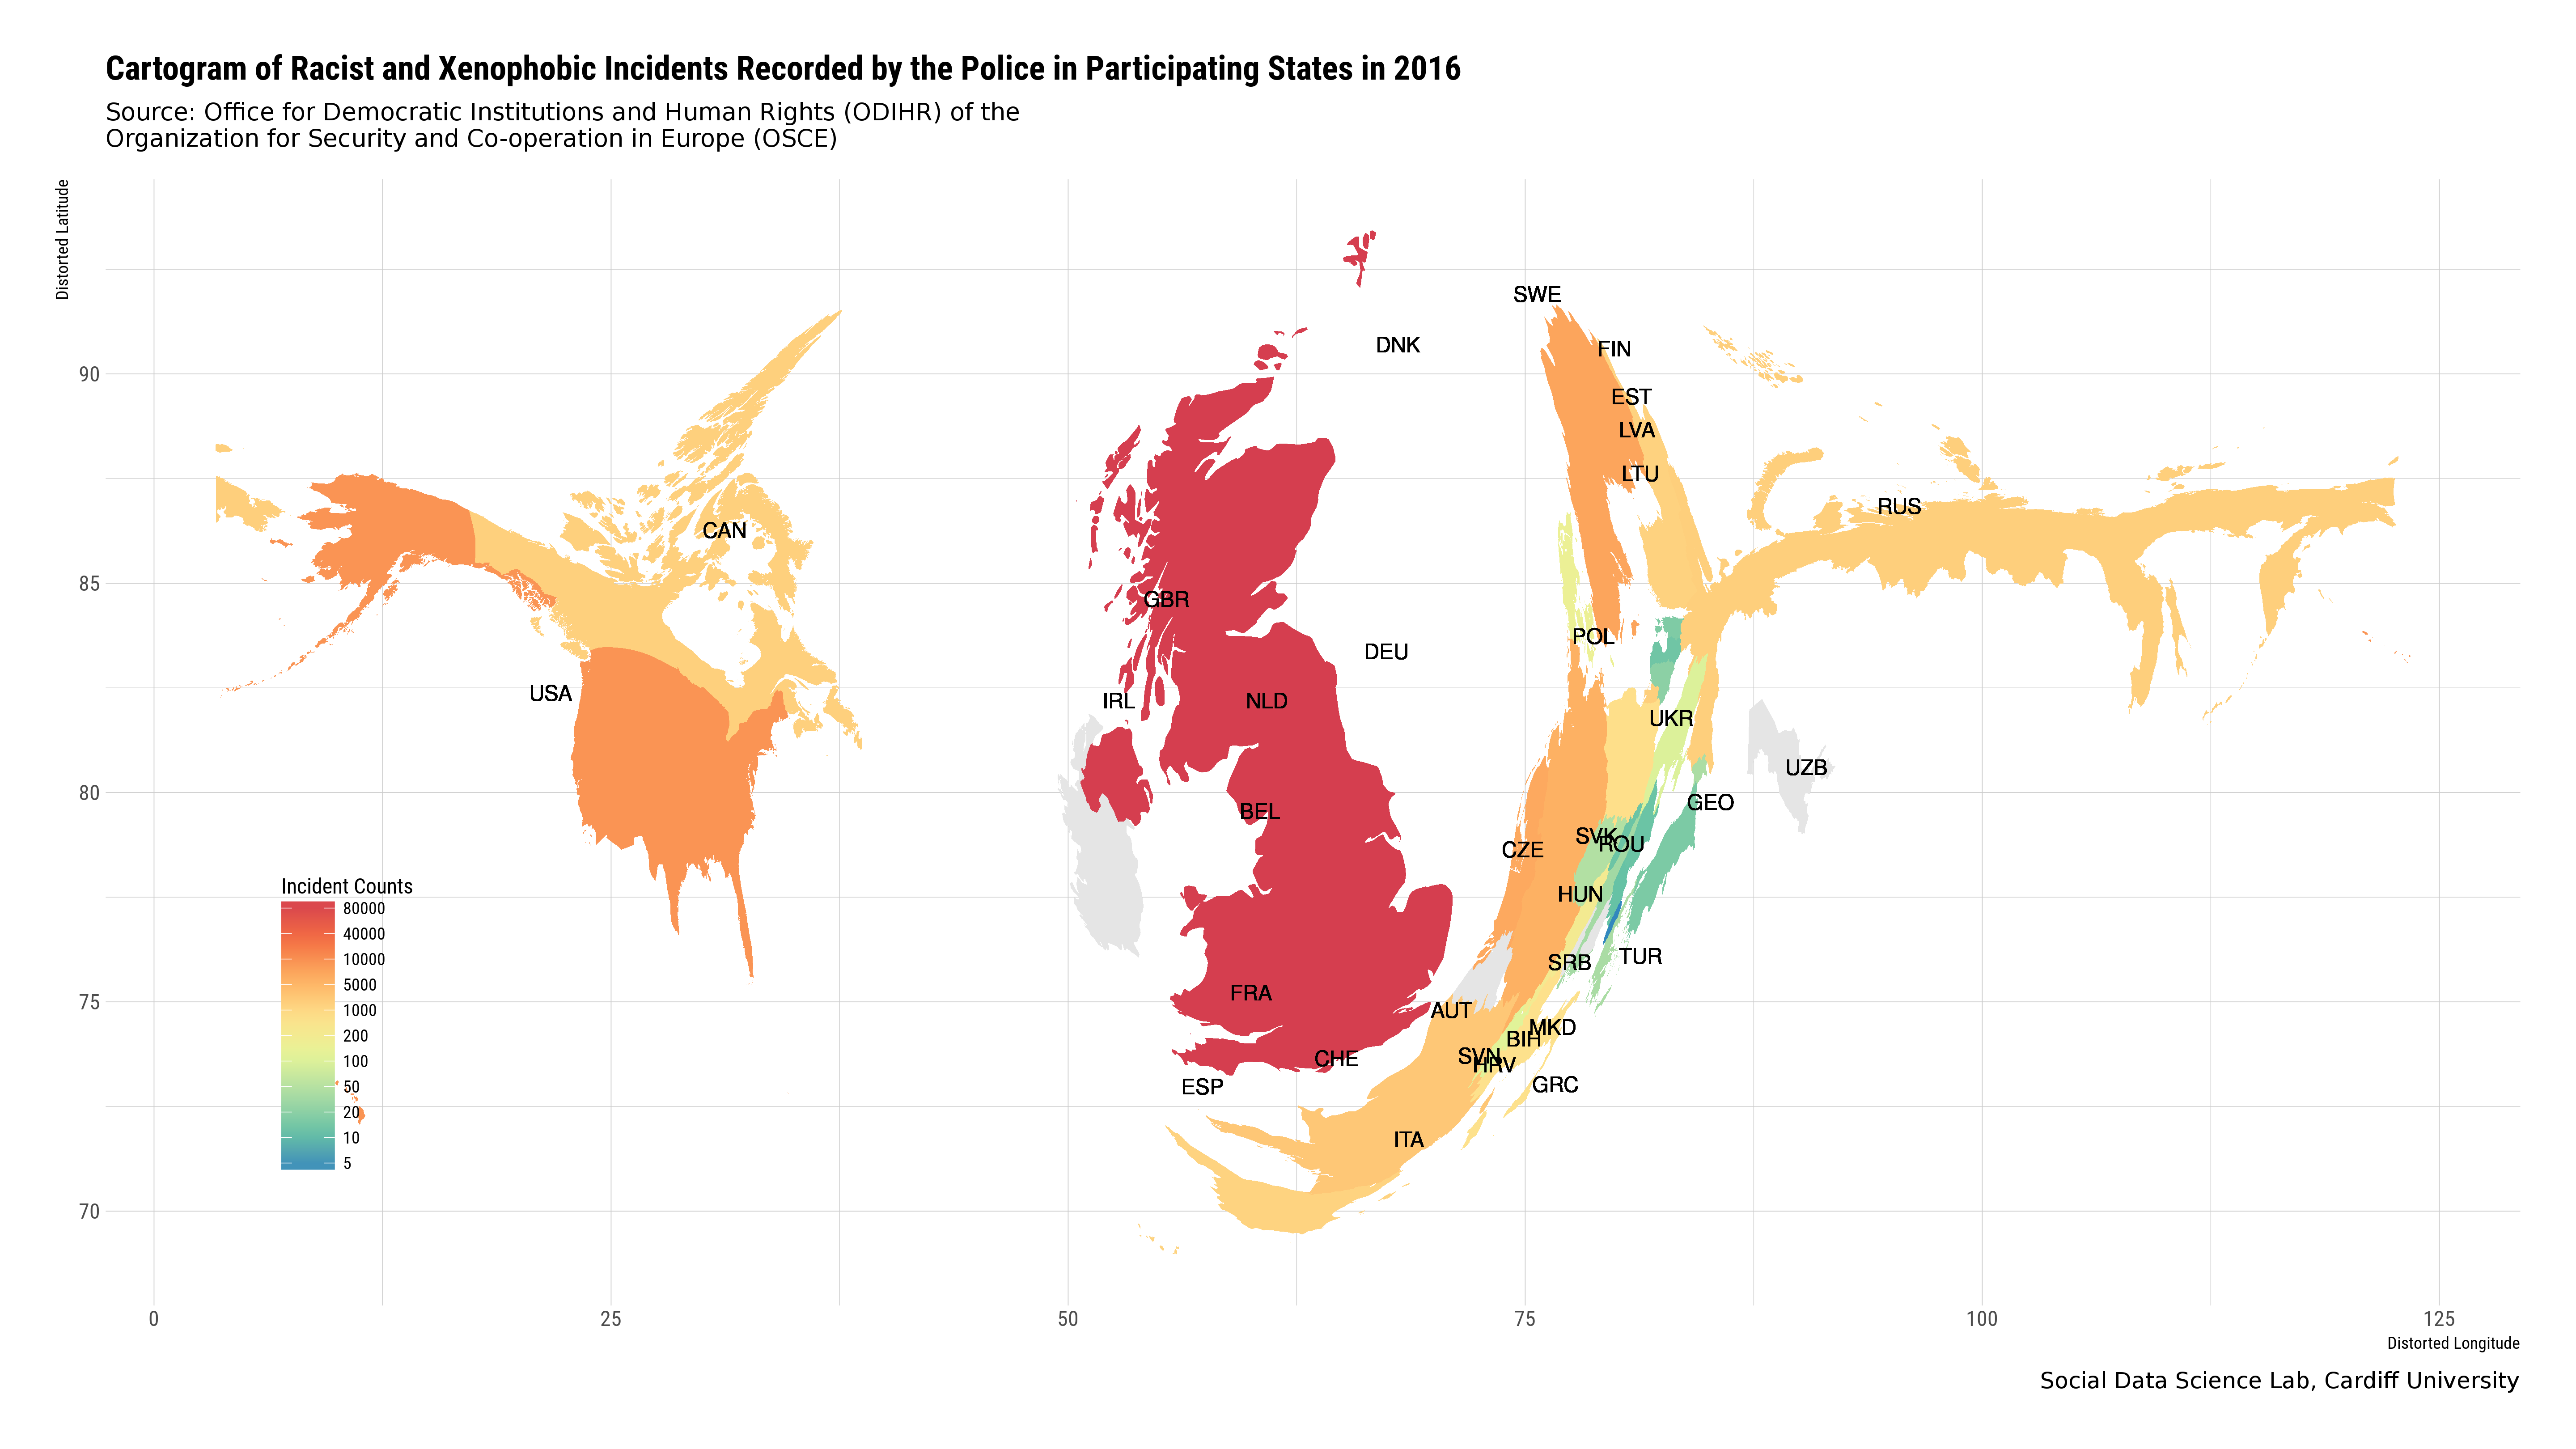 Cartogram of Racist and Xenophobic Incidents Recorded by the Police in Participating States in 2016
Source: Office for Democratic Institutions and Human Rights (ODIHR) of the
Organization for Security and Co-operation in Europe (OSCE)
Distorted Latitude
SWE
DNK
FIN
90
EST
LVA
LTU
RUS
CAN
85
GBR
POL
DEU
USA
IRL
NLD
UKR
UZB
80
GEO
BEL
SVK
ROU
CZE
Incident Counts
HUN
80000
40000
10000
5000
1000
200
100
50
20
10
5
TUR
SRB
FRA
75
AUT
MKD
BIH
SVN
HRV
CHE
ESP
GRC
ITA
70
0
25
50
75
100
125
Distorted Longitude
Social Data Science Lab, Cardiff University